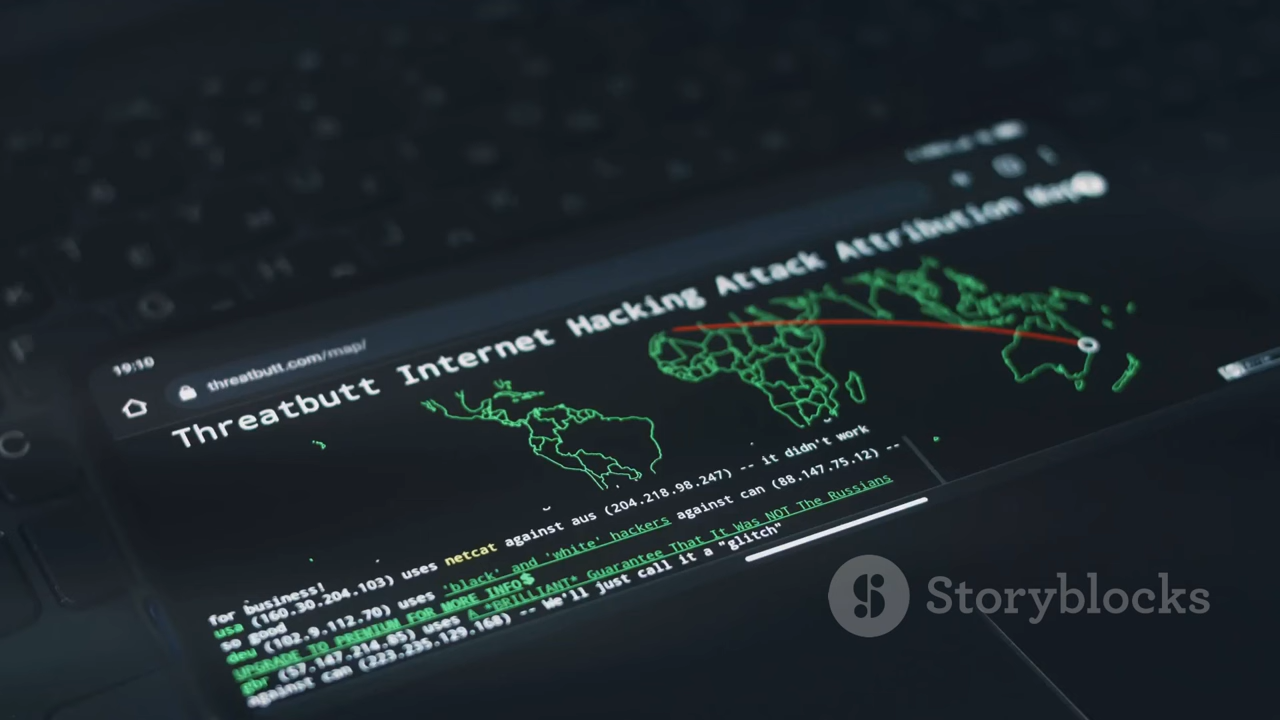 19:10
threatbutt.com/map/
Threatbutt Internet Hacking Attack Attribution Map
for business!
usa (160.30.204.103) uses netcat against aus (204.218.98.247) -- it didn't work
so good
deu (102.9.112.70) uses 'black' and 'white' hackers against can (88.147.75.12) --
UPGRADE TO PREMIUM FOR MORE INFO$
gbr (57.147.214.85) uses A *BRILLIANT* Guarantee That It Was NOT The Russians
against can (223.235.129.168) -- We'll just call it a "glitch"
Storyblocks